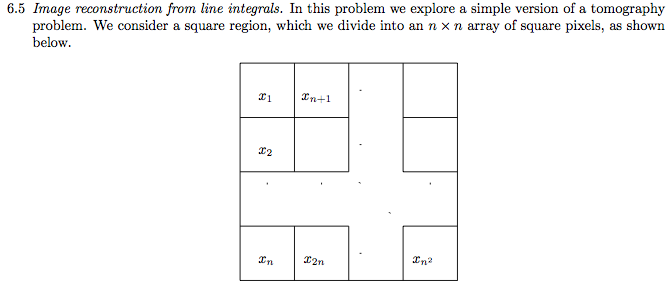 6.5 Image reconstruction from line integrals. In this problem we explore a simple version of a tomography
problem. We consider a square region, which we divide into an n × n array of square pixels, as shown
below.
x₁ xₙ₊₁
x₂
xₙ x₂ₙ xₙ²